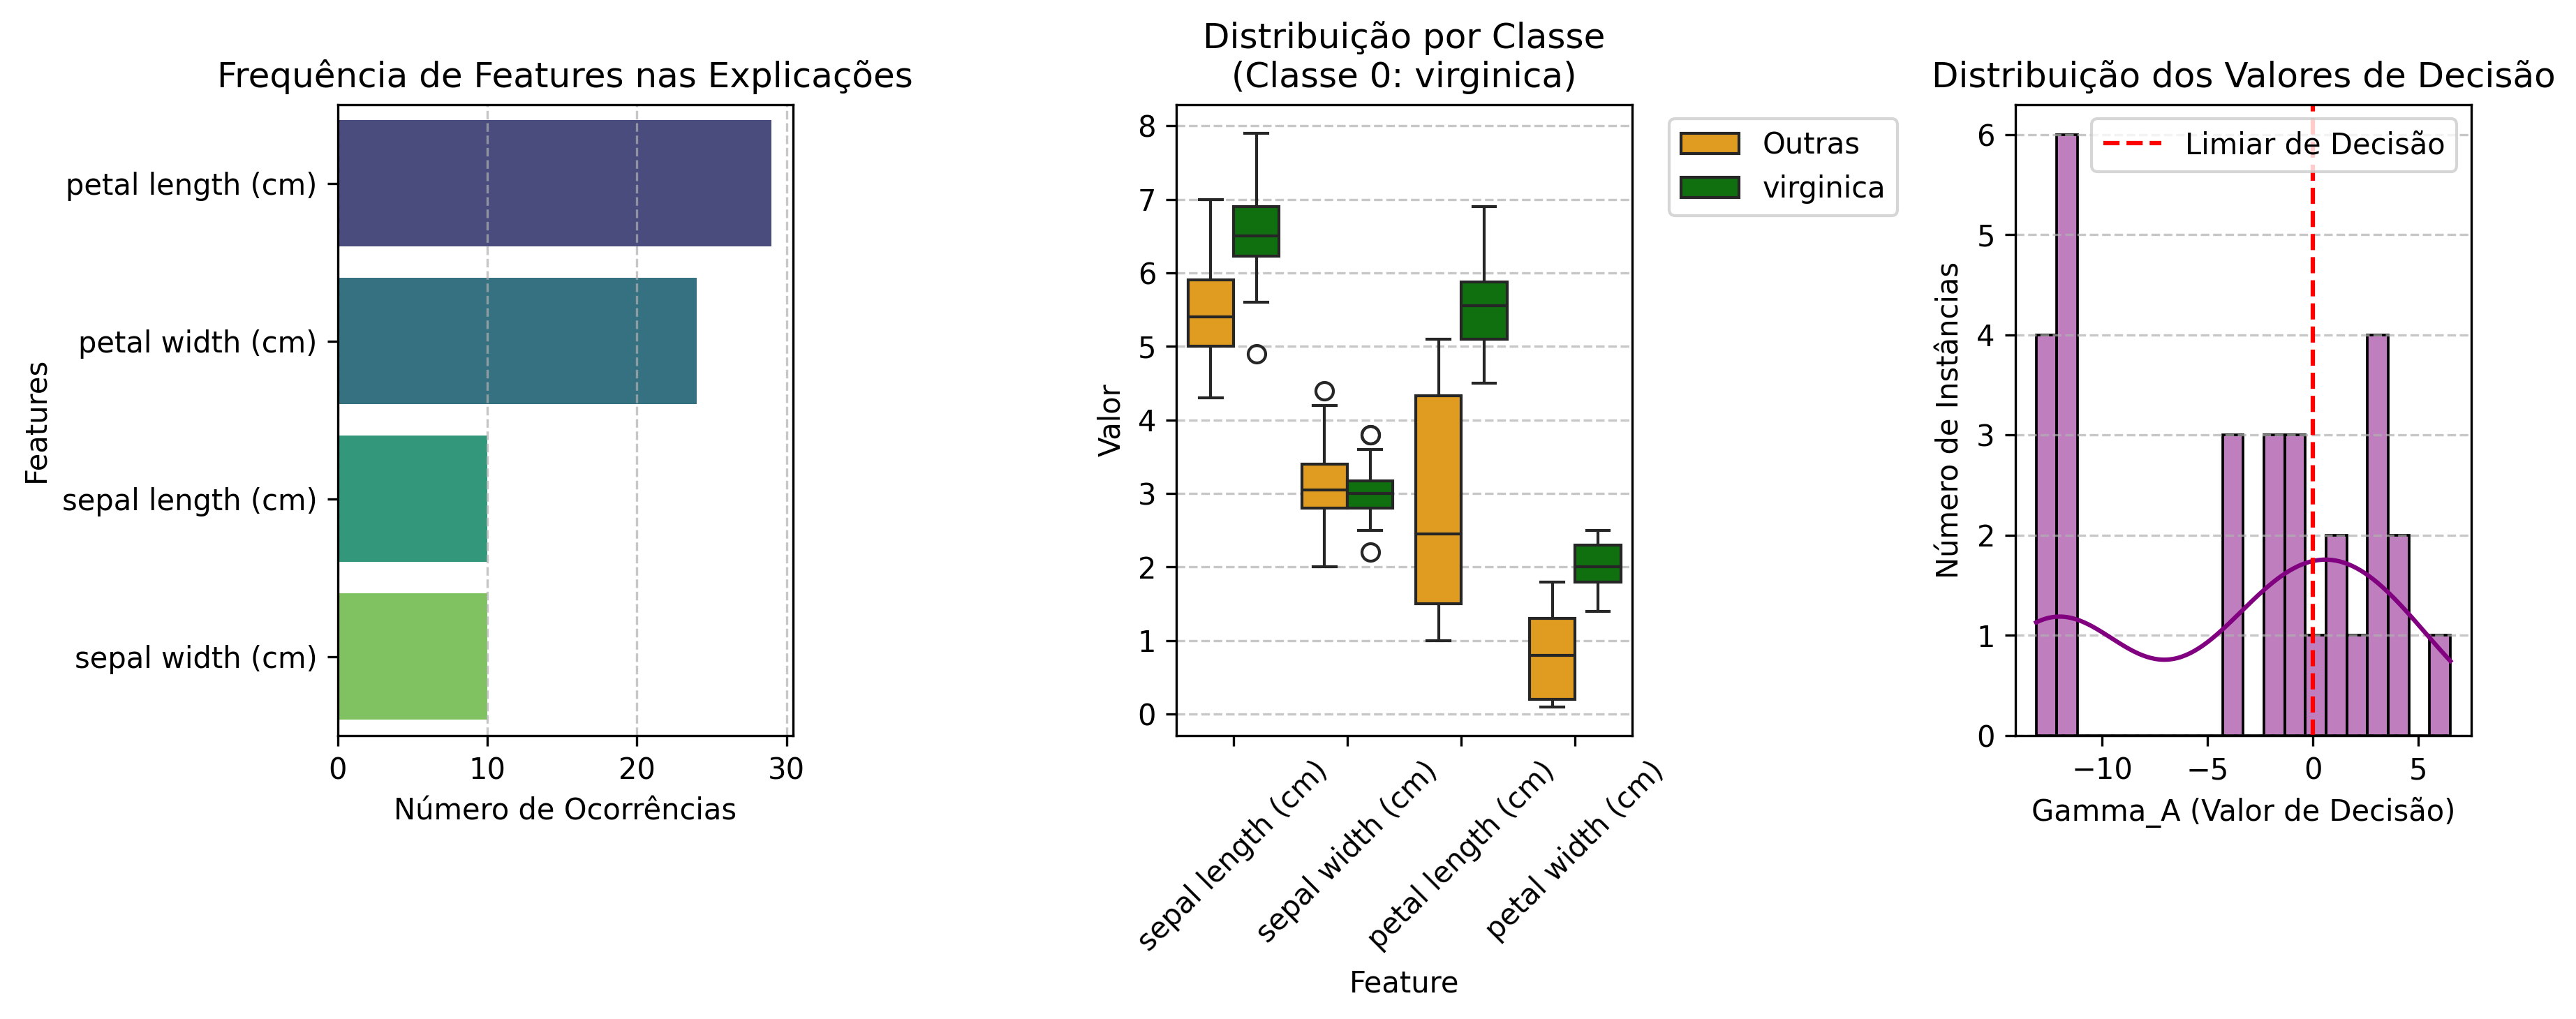 Frequência de Features nas Explicações
Features
petal length (cm)
petal width (cm)
sepal length (cm)
sepal width (cm)
0 10 20 30
Número de Ocorrências
Distribuição por Classe
(Classe 0: virginica)
Valor
8
7
6
5
4
3
2
1
0
sepal length (cm)
sepal width (cm)
petal length (cm)
petal width (cm)
Feature
Outras
virginica
Distribuição dos Valores de Decisão
Limiar de Decisão
Número de Instâncias
6
5
4
3
2
1
0
−10 −5 0 5
Gamma_A (Valor de Decisão)